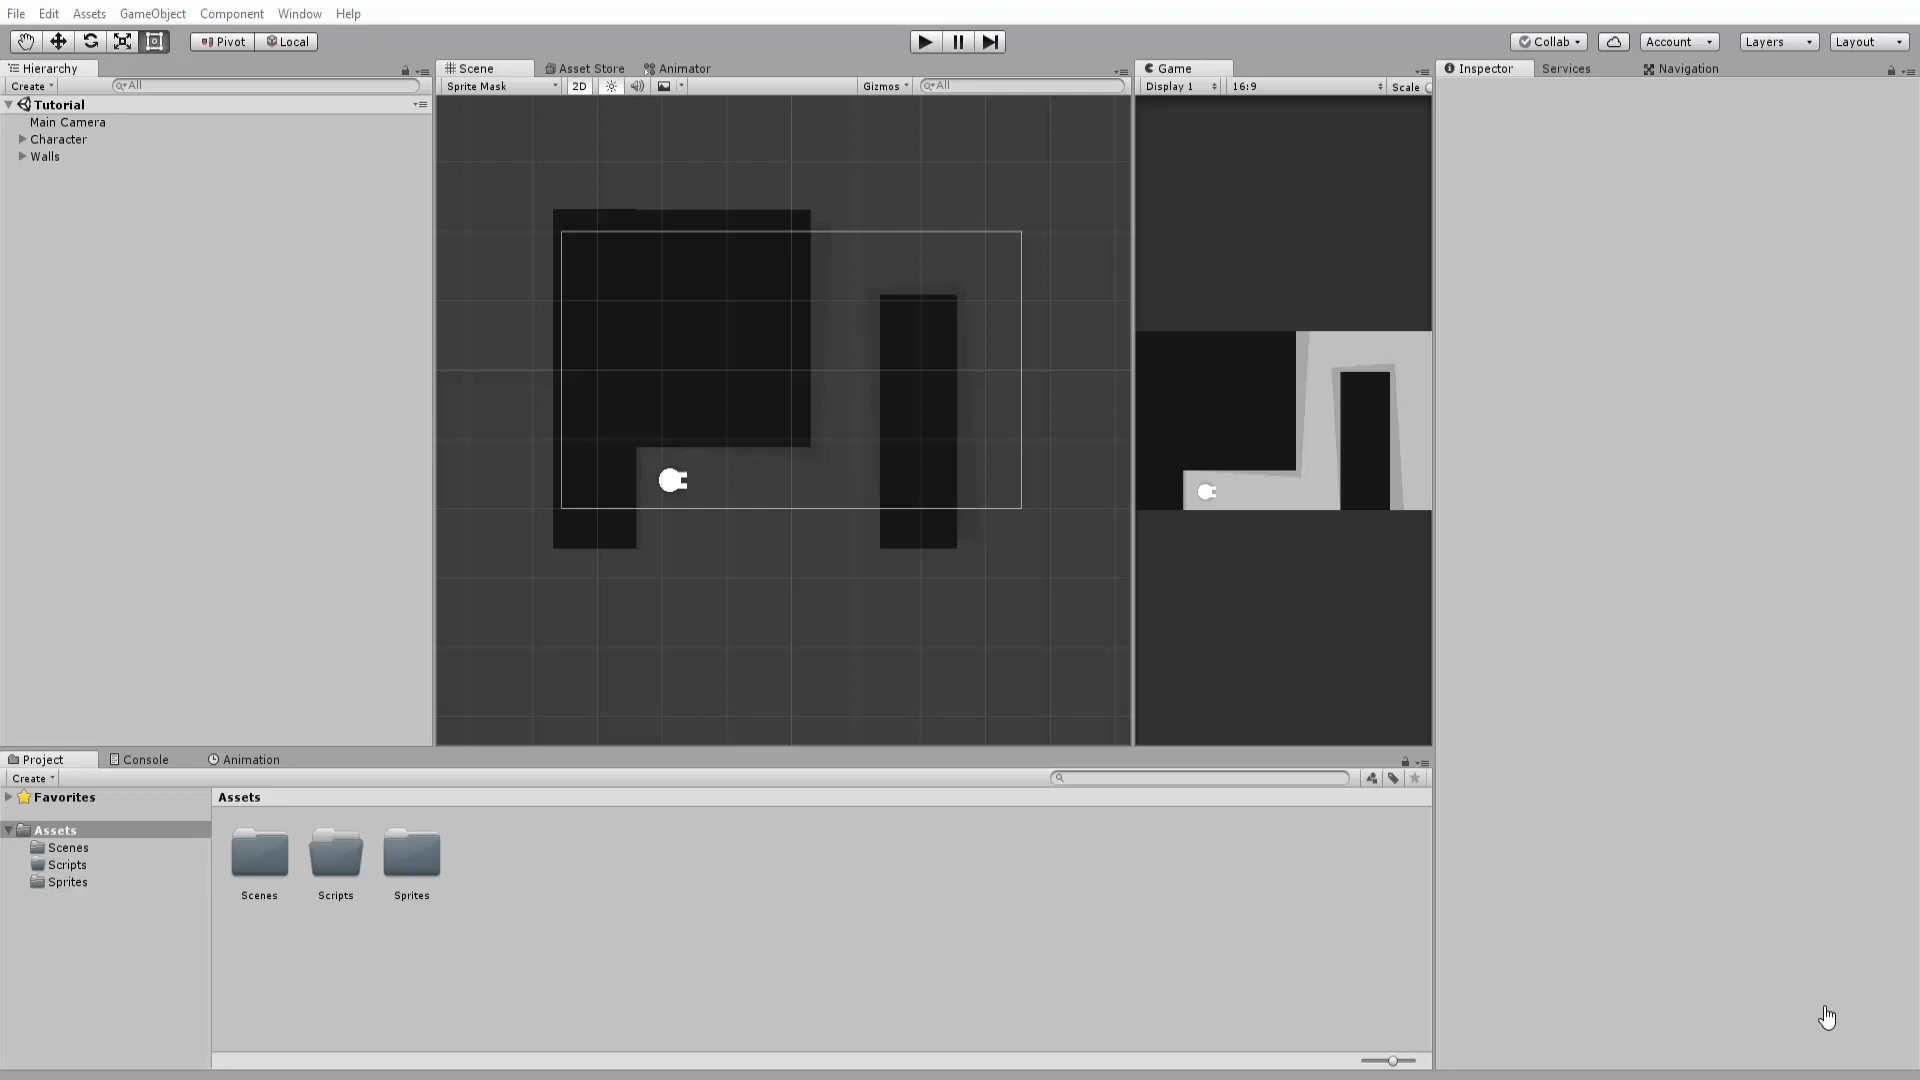 File Edit Assets GameObject Component Window Help
Pivot Local Collab Account Layers Layout
Hierarchy Scene Asset Store Animator Game Inspector Services Navigation
Create All Sprite Mask 2D Gizmos All Display 1 16:9 Scale
Tutorial
Main Camera
Character
Walls
Project Console Animation
Create
Favorites Assets
Assets
Scenes
Scripts
Sprites
Scenes Scripts Sprites